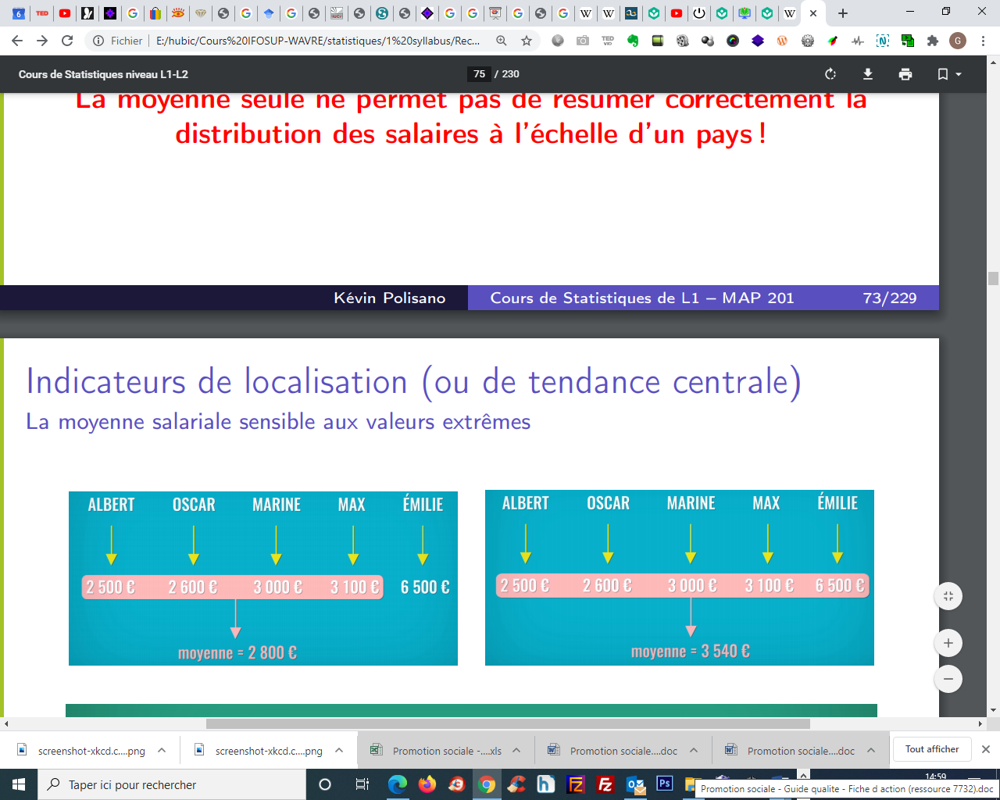 Fichier
E:/hubic/Cours%20IFOSUP-WAVRE/statistiques/1%20syllabus/Rec...
Cours de Statistiques niveau L1-L2
75 / 230
La moyenne seule ne permet pas de résumer correctement la
distribution des salaires à l'échelle d'un pays !
Kévin Polisano
Cours de Statistiques de L1 – MAP 201
73/229
Indicateurs de localisation (ou de tendance centrale)
La moyenne salariale sensible aux valeurs extrêmes
ALBERT OSCAR MARINE MAX ÉMILIE
2 500 € 2 600 € 3 000 € 3 100 € 6 500 €
moyenne = 2 800 €
ALBERT OSCAR MARINE MAX ÉMILIE
2 500 € 2 600 € 3 000 € 3 100 € 6 500 €
moyenne = 3 540 €
screenshot-xkcd.c....png
screenshot-xkcd.c....png
Promotion sociale -....xls
Promotion sociale....doc
Promotion sociale....doc
Tout afficher
Taper ici pour rechercher
14:59
Promotion sociale - Guide qualite - Fiche d action (ressource 7732).doc